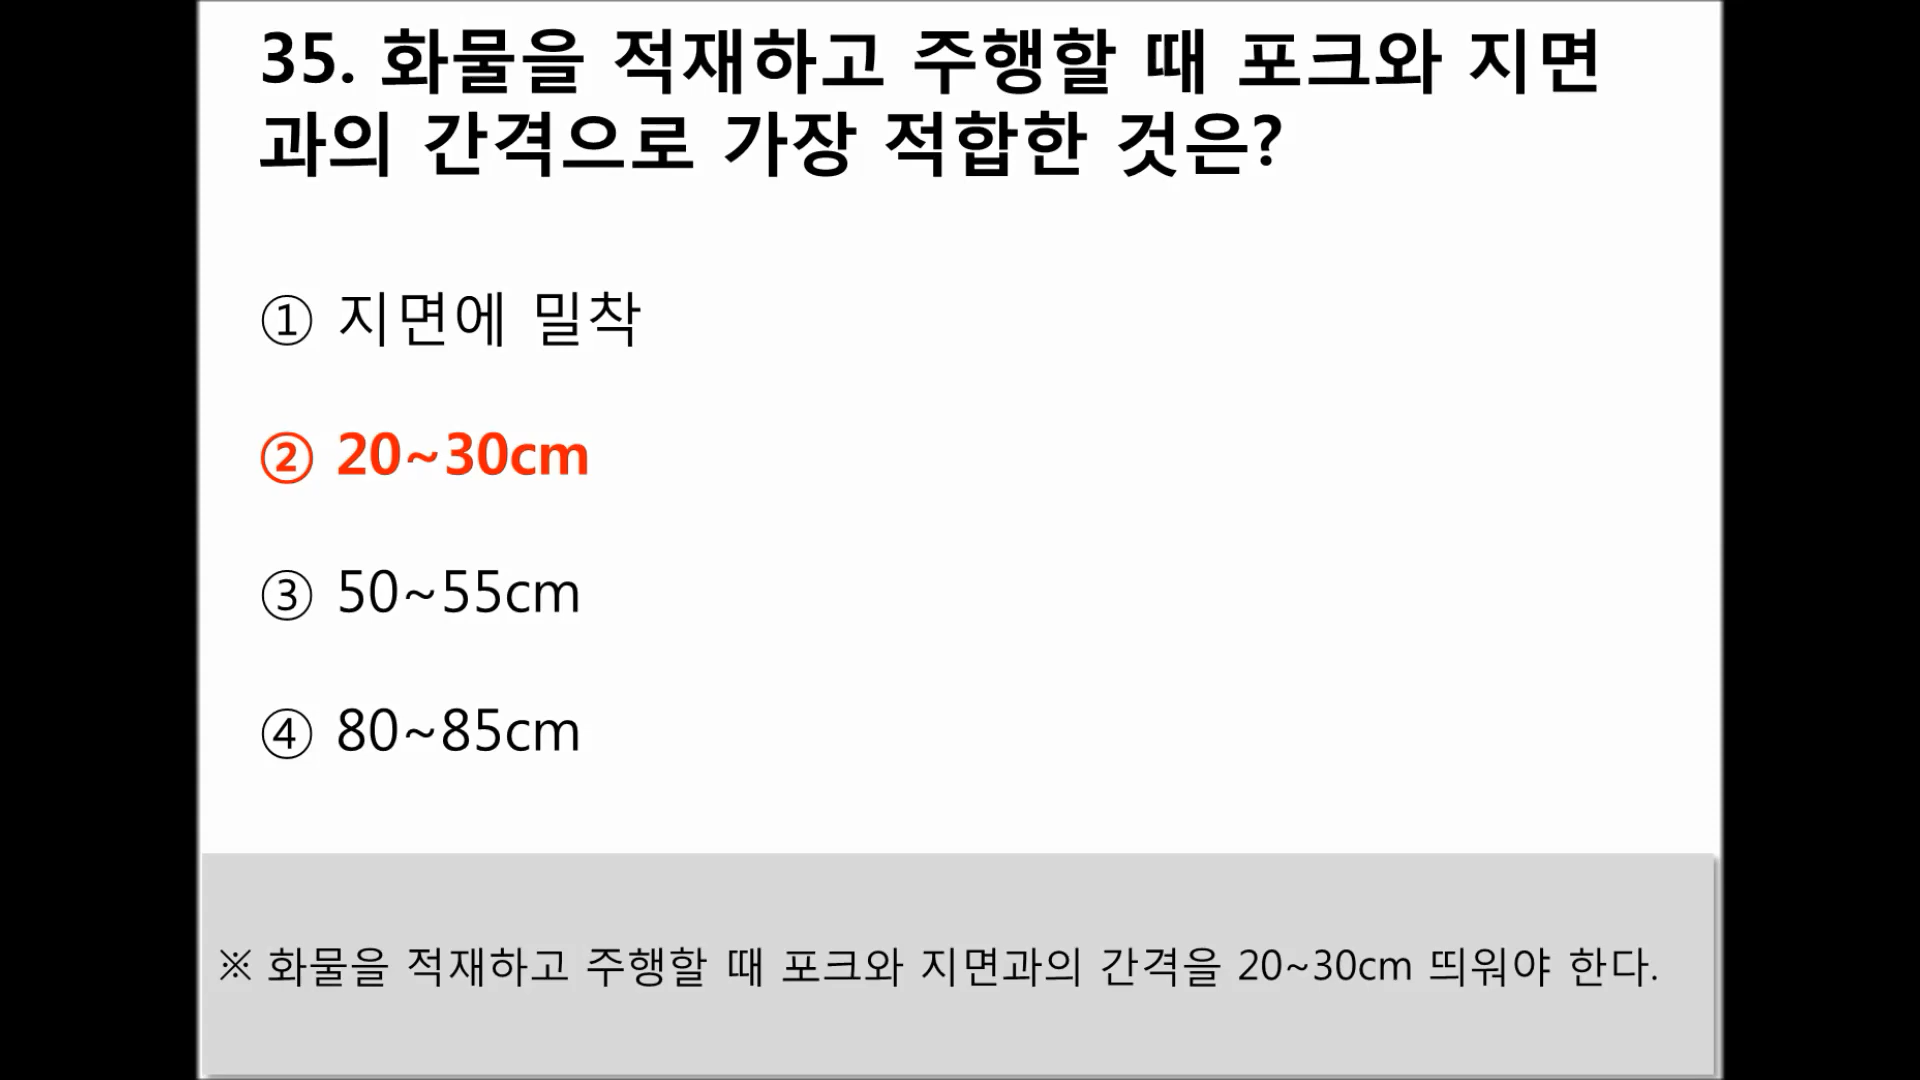 35. 화물을 적재하고 주행할 때 포크와 지면
과의 간격으로 가장 적합한 것은?
① 지면에 밀착
② 20~30cm
③ 50~55cm
④ 80~85cm
※ 화물을 적재하고 주행할 때 포크와 지면과의 간격을 20~30cm 띄워야 한다.